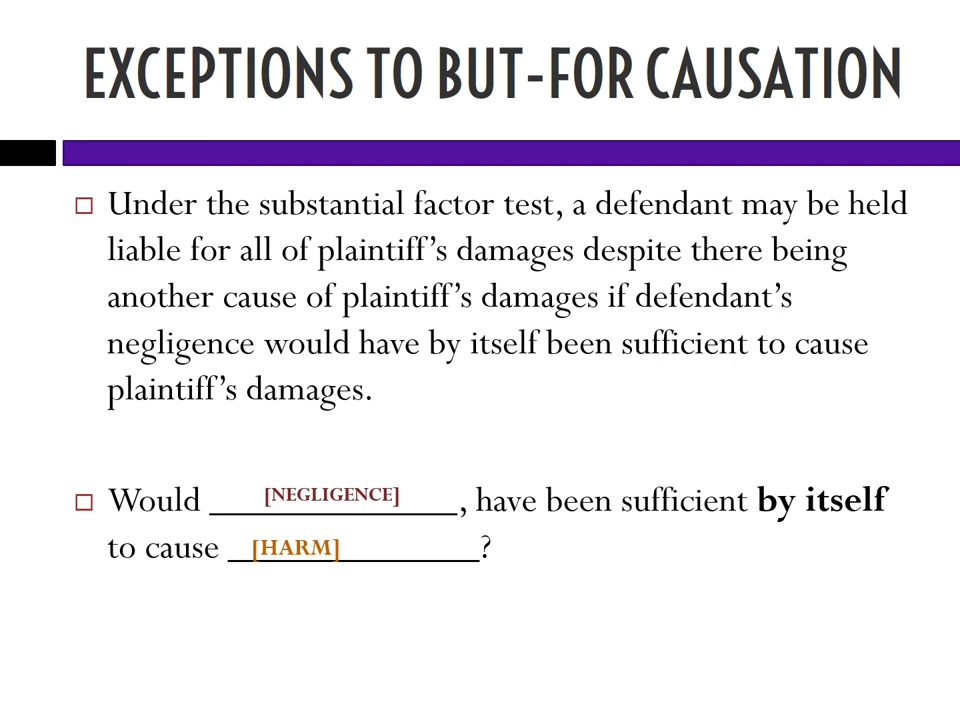 EXCEPTIONS TO BUT-FOR CAUSATION
Under the substantial factor test, a defendant may be held
liable for all of plaintiff's damages despite there being
another cause of plaintiff's damages if defendant's
negligence would have by itself been sufficient to cause
plaintiff's damages.
Would ______[NEGLIGENCE]______, have been sufficient by itself
to cause __[HARM]__________?